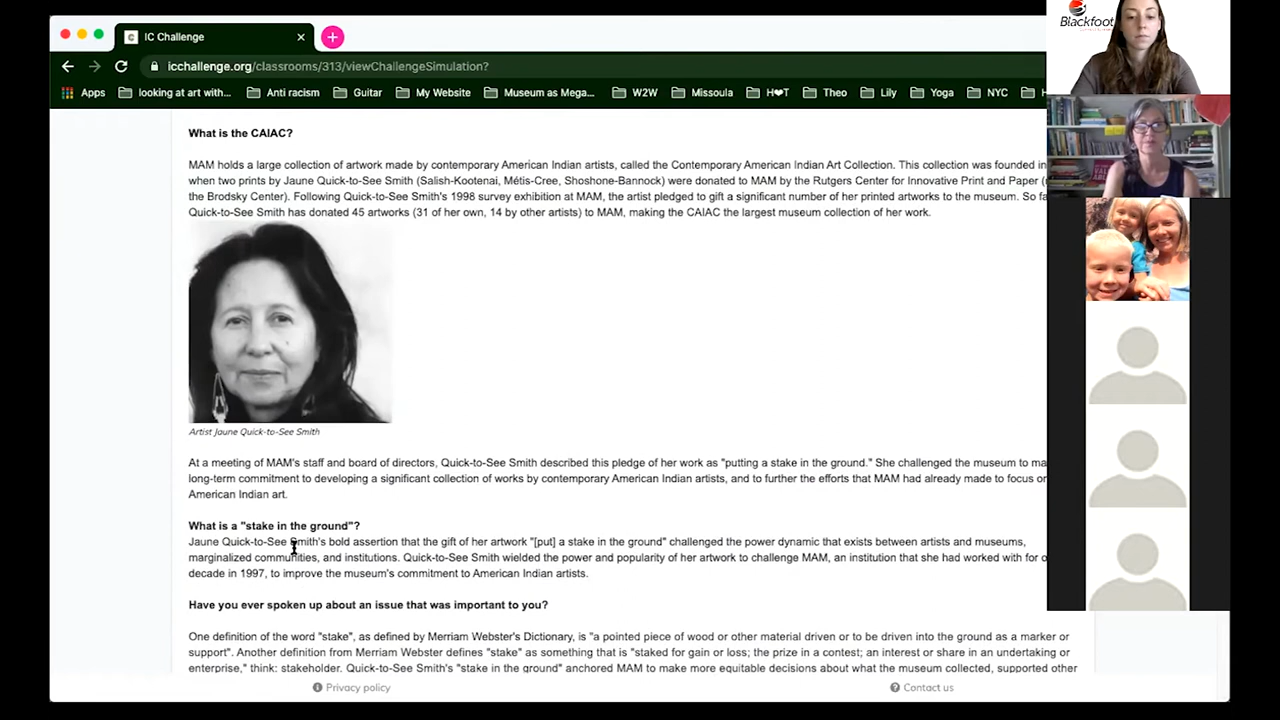 IC Challenge
Blackfoot
icchallenge.org/classrooms/313/viewChallengeSimulation?
Apps looking at art with... Anti racism Guitar My Website Museum as Mega... W2W Missoula H❤T Theo Lily Yoga NYC H
What is the CAIAC?
MAM holds a large collection of artwork made by contemporary American Indian artists, called the Contemporary American Indian Art Collection. This collection was founded in
when two prints by Jaune Quick-to-See Smith (Salish-Kootenai, Métis-Cree, Shoshone-Bannock) were donated to MAM by the Rutgers Center for Innovative Print and Paper (
the Brodsky Center). Following Quick-to-See Smith's 1998 survey exhibition at MAM, the artist pledged to gift a significant number of her printed artworks to the museum. So fa
Quick-to-See Smith has donated 45 artworks (31 of her own, 14 by other artists) to MAM, making the CAIAC the largest museum collection of her work.
Artist Jaune Quick-to-See Smith
At a meeting of MAM's staff and board of directors, Quick-to-See Smith described this pledge of her work as "putting a stake in the ground." She challenged the museum to ma
long-term commitment to developing a significant collection of works by contemporary American Indian artists, and to further the efforts that MAM had already made to focus or
American Indian art.
What is a "stake in the ground"?
Jaune Quick-to-See Smith's bold assertion that the gift of her artwork "[put] a stake in the ground" challenged the power dynamic that exists between artists and museums,
marginalized communities, and institutions. Quick-to-See Smith wielded the power and popularity of her artwork to challenge MAM, an institution that she had worked with for o
decade in 1997, to improve the museum's commitment to American Indian artists.
Have you ever spoken up about an issue that was important to you?
One definition of the word "stake", as defined by Merriam Webster's Dictionary, is "a pointed piece of wood or other material driven or to be driven into the ground as a marker or
support". Another definition from Merriam Webster defines "stake" as something that is "staked for gain or loss; the prize in a contest; an interest or share in an undertaking or
enterprise," think: stakeholder. Quick-to-See Smith's "stake in the ground" anchored MAM to make more equitable decisions about what the museum collected, supported other
Privacy policy
Contact us